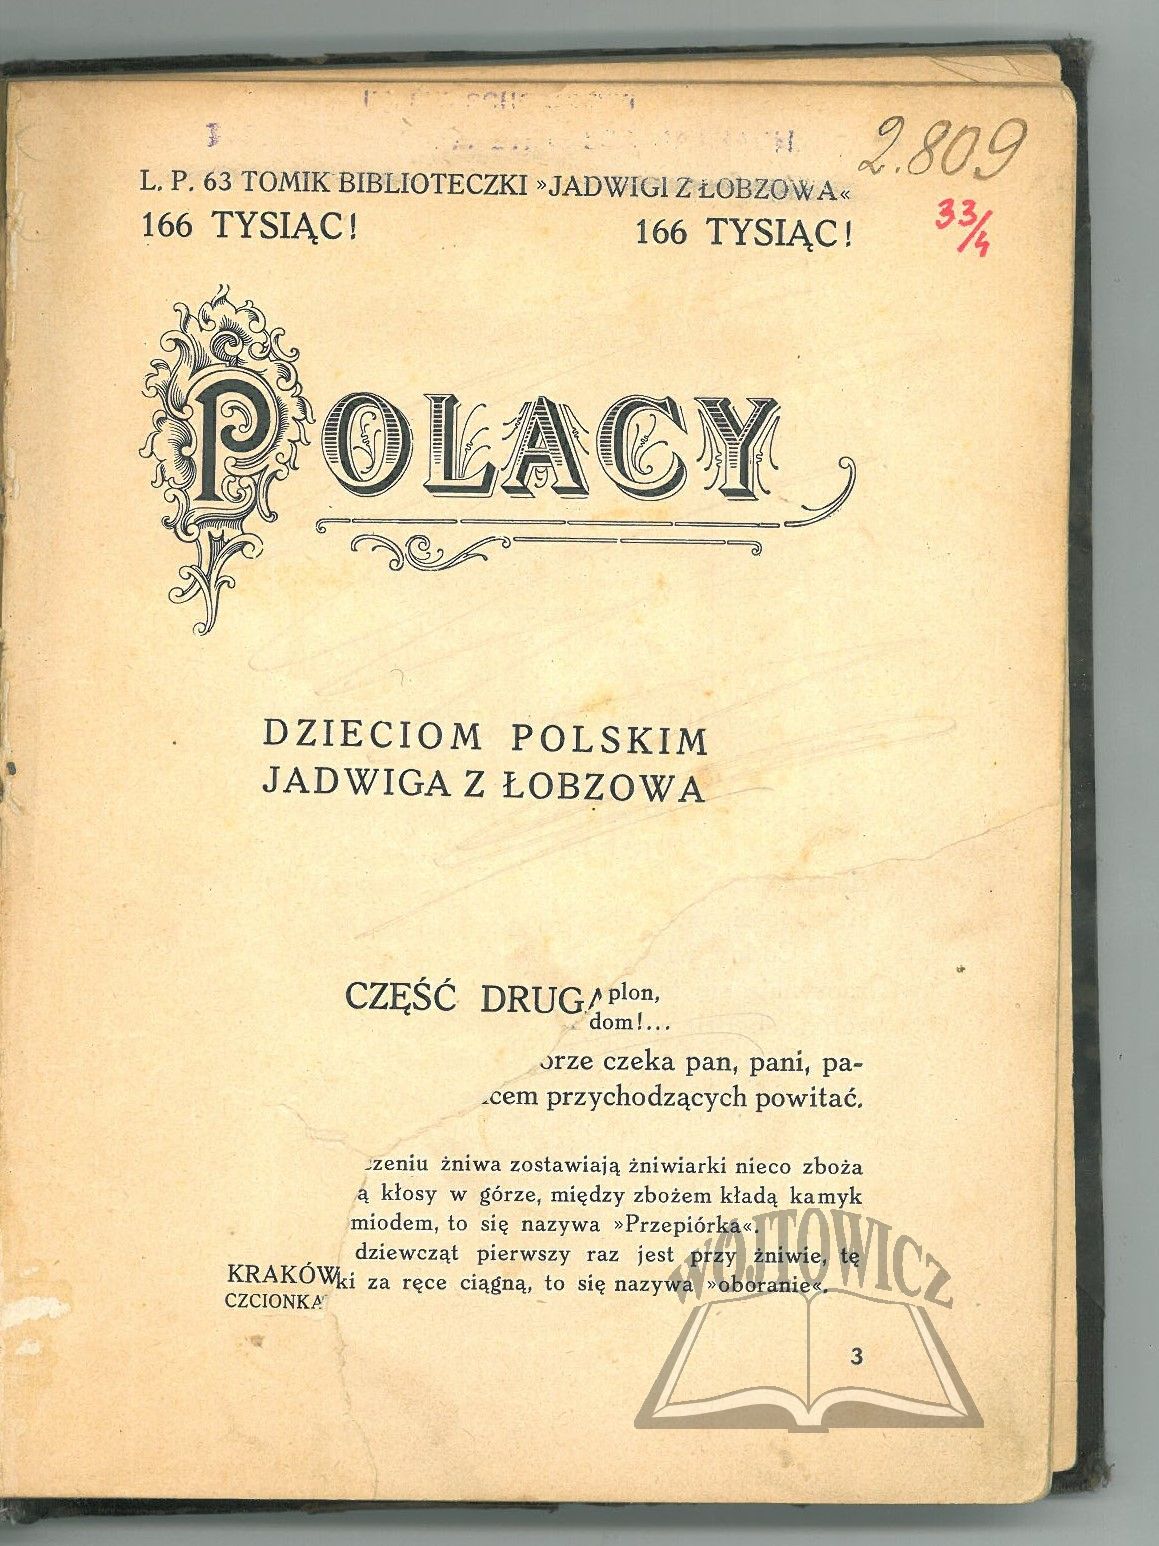 2.809
L. P. 63 TOMIK BIBLIOTECZKI »JADWIGI Z ŁOBZOWA«
33/4
166 TYSIĄC! 166 TYSIĄC!
POLACY
DZIECIOM POLSKIM
JADWIGA Z ŁOBZOWA
CZĘŚĆ DRUGA
plon,
dom!...
orze czeka pan, pani, pa-
cem przychodzących powitać.
zeniu żniwa zostawiają żniwiarki nieco zboża
ą kłosy w górze, między zbożem kładą kamyk
miodem, to się nazywa »Przepiórka«.
dziewcząt pierwszy raz jest przy żniwie, tę
ki za ręce ciągną, to się nazywa »oboranie«.
KRAKÓW
CZCIONKA
3
WÓJTOWICZ